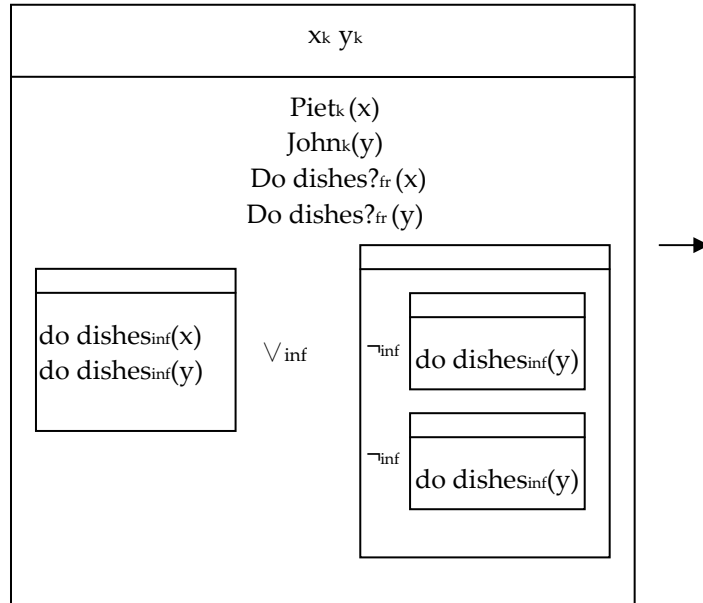 xk yk
Pietk (x)
Johnk(y)
Do dishes?fr (x)
Do dishes?fr (y)
do dishesinf(x)
do dishesinf(y)
∨inf
¬inf
do dishesinf(y)
¬inf
do dishesinf(y)